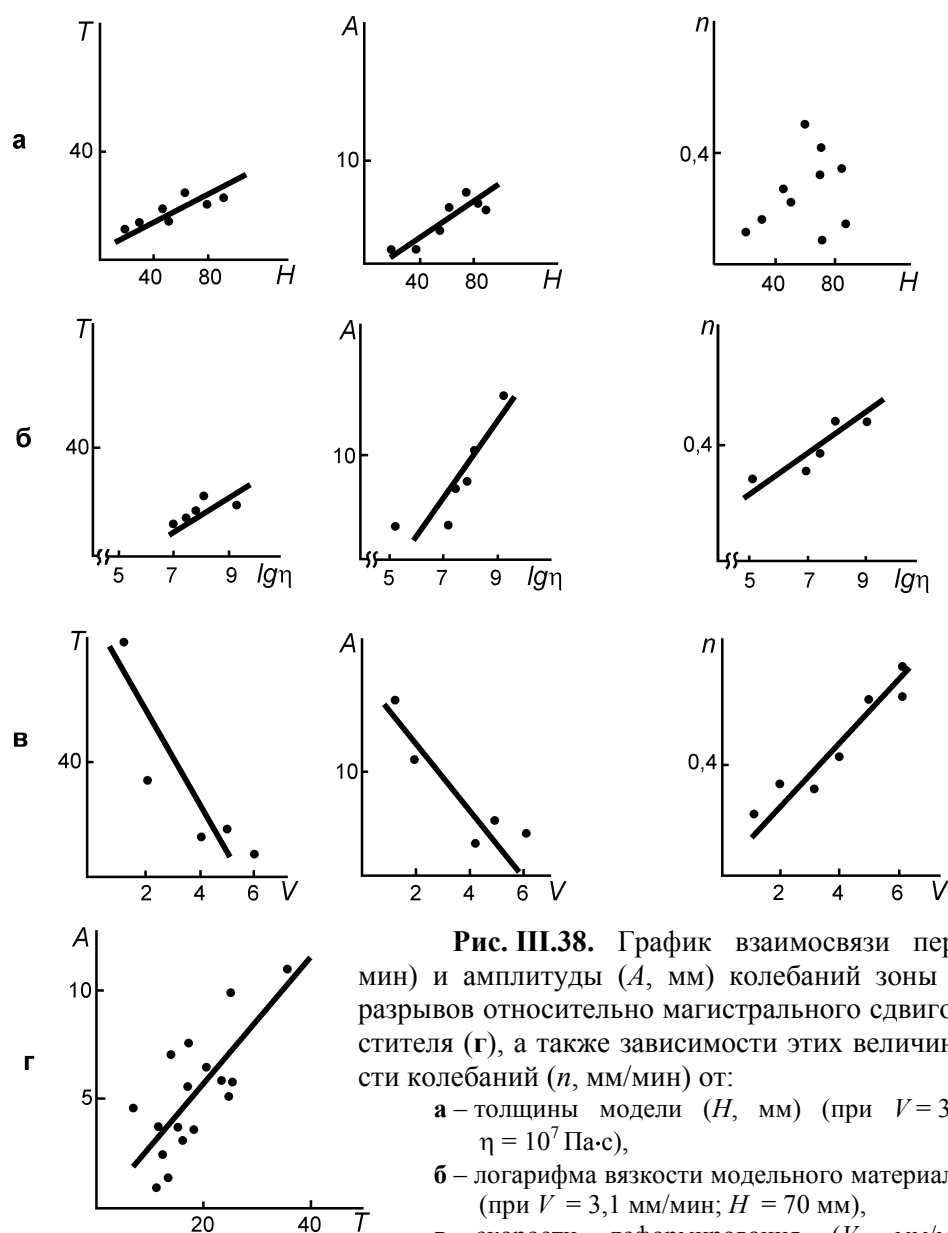 T
A
n
а
40
10
0,4
40
80
H
40
80
H
40
80
H
T
A
n
б
40
10
0,4
5
7
9
lgη
5
7
9
lgη
5
7
9
lgη
T
A
n
в
40
10
0,4
2
4
6
V
2
4
6
V
2
4
6
V
A
10
г
5
20
40
T
Рис. III.38. График взаимосвязи
мин) и амплитуды (A, мм) колебаний зоны
разрывов относительно магистрального
стителя (г), а также зависимости этих
сти колебаний (n, мм/мин) от:
а – толщины модели (H, мм) (при V = 3
η = 10⁷ Па·с),
б – логарифма вязкости модельного
(при V = 3,1 мм/мин; H = 70 мм),